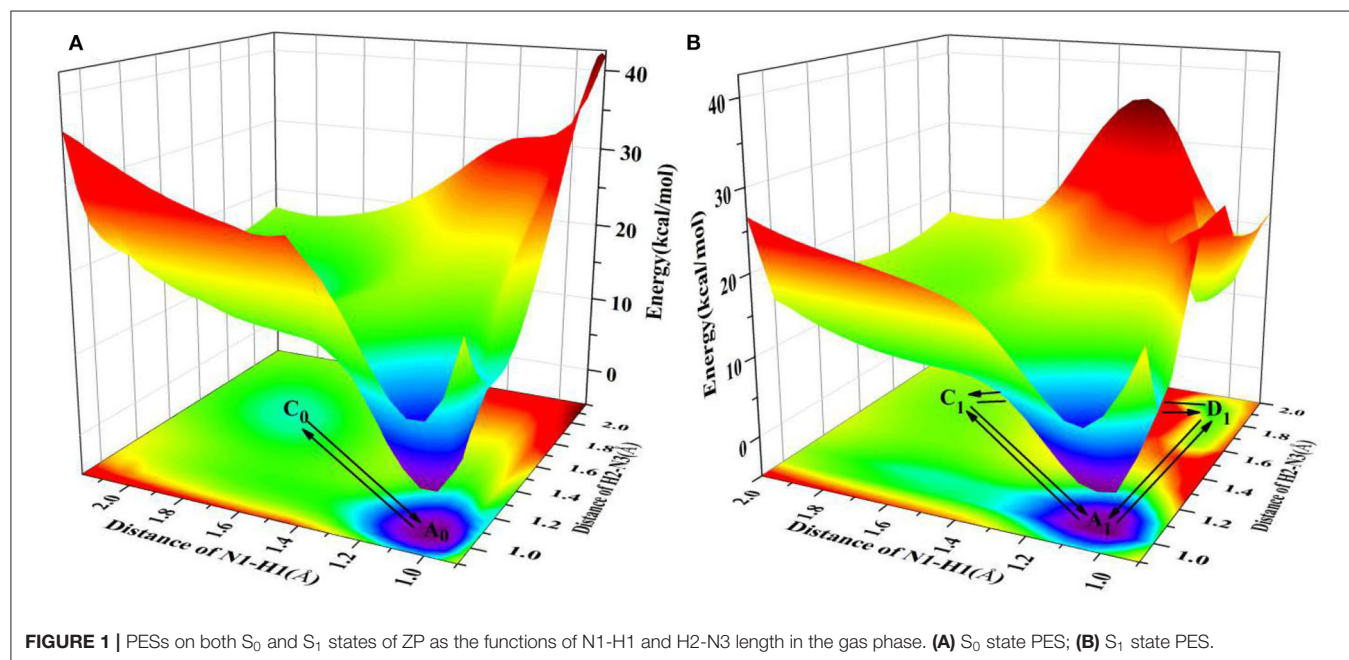 A
40
30
20
10
0
Energy(kcal/mol)
C₀
A₀
2.0
1.8
1.6
1.4
1.2
1.0
Distance of N1-H1(Å)
2.0
1.8
1.6
1.4
1.2
1.0
Distance of H2-N3(Å)
B
40
30
20
10
0
Energy(kcal/mol)
C₁
D₁
A₁
2.0
1.8
1.6
1.4
1.2
1.0
Distance of N1-H1(Å)
2.0
1.8
1.6
1.4
1.2
1.0
Distance of H2-N3(Å)
FIGURE 1 | PESs on both S₀ and S₁ states of ZP as the functions of N1-H1 and H2-N3 length in the gas phase. (A) S₀ state PES; (B) S₁ state PES.